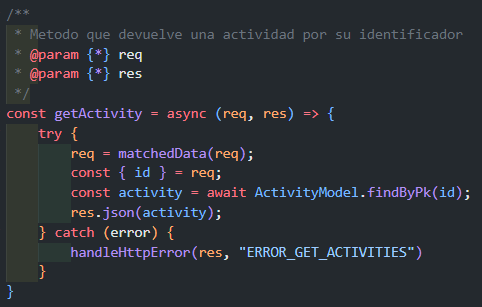 /**
 * Metodo que devuelve una actividad por su identificador
 * @param {*} req
 * @param {*} res
 */
const getActivity = async (req, res) => {
    try {
        req = matchedData(req);
        const { id } = req;
        const activity = await ActivityModel.findByPk(id);
        res.json(activity);
    } catch (error) {
        handleHttpError(res, "ERROR_GET_ACTIVITIES")
    }
}